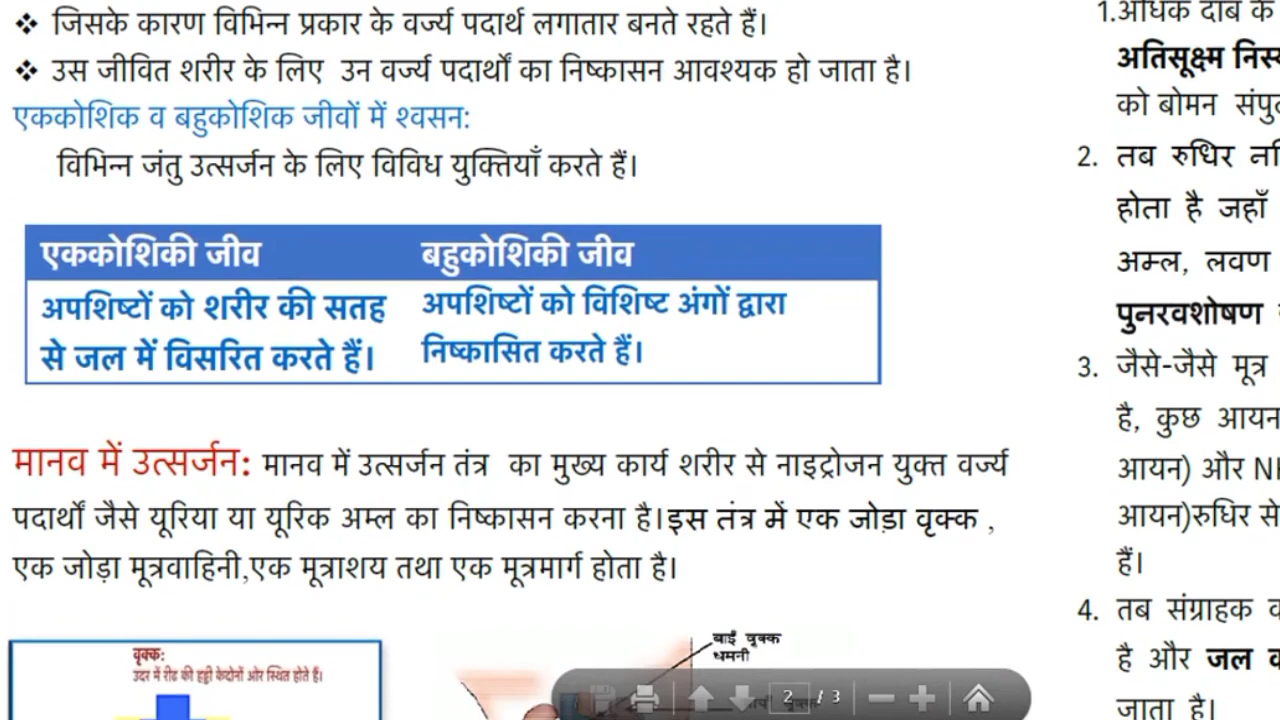 ❖ जिसके कारण विभिन्न प्रकार के वर्ज्य पदार्थ लगातार बनते रहते हैं।
❖ उस जीवित शरीर के लिए उन वर्ज्य पदार्थों का निष्कासन आवश्यक हो जाता है।
एककोशिक व बहुकोशिक जीवों में श्वसन:
विभिन्न जंतु उत्सर्जन के लिए विविध युक्तियाँ करते हैं।
एककोशिकी जीव बहुकोशिकी जीव
अपशिष्टों को शरीर की सतह अपशिष्टों को विशिष्ट अंगों द्वारा
से जल में विसरित करते हैं। निष्कासित करते हैं।
मानव में उत्सर्जन: मानव में उत्सर्जन तंत्र का मुख्य कार्य शरीर से नाइट्रोजन युक्त वर्ज्य
पदार्थों जैसे यूरिया या यूरिक अम्ल का निष्कासन करना है।इस तंत्र में एक जोड़ा वृक्क ,
एक जोड़ा मूत्रवाहिनी,एक मूत्राशय तथा एक मूत्रमार्ग होता है।
वृक्क:
उदर में रीढ की हड्डी केदोनों ओर स्थित होते हैं।
बाईं वृक्क
धमनी
2 / 3
1.अधिक दाब के
अतिसूक्ष्म
को बोमन
2. तब रुधिर
होता है जहाँ
अम्ल, लवण
पुनरवशोषण
3. जैसे-जैसे मूत्र
है, कुछ आयन
आयन) और
आयन)रुधिर से
हैं।
4. तब संग्राहक
है और जल
जाता है।